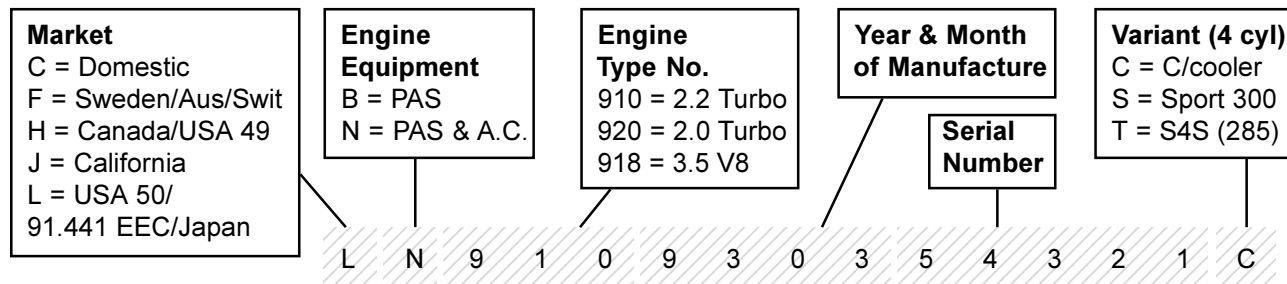 Market
C = Domestic
F = Sweden/Aus/Swit
H = Canada/USA 49
J = California
L = USA 50/
91.441 EEC/Japan
Engine
Equipment
B = PAS
N = PAS & A.C.
Engine
Type No.
910 = 2.2 Turbo
920 = 2.0 Turbo
918 = 3.5 V8
Year & Month
of Manufacture
Serial
Number
Variant (4 cyl)
C = C/cooler
S = Sport 300
T = S4S (285)
L N 9 1 0 9 3 0 3 5 4 3 2 1 C